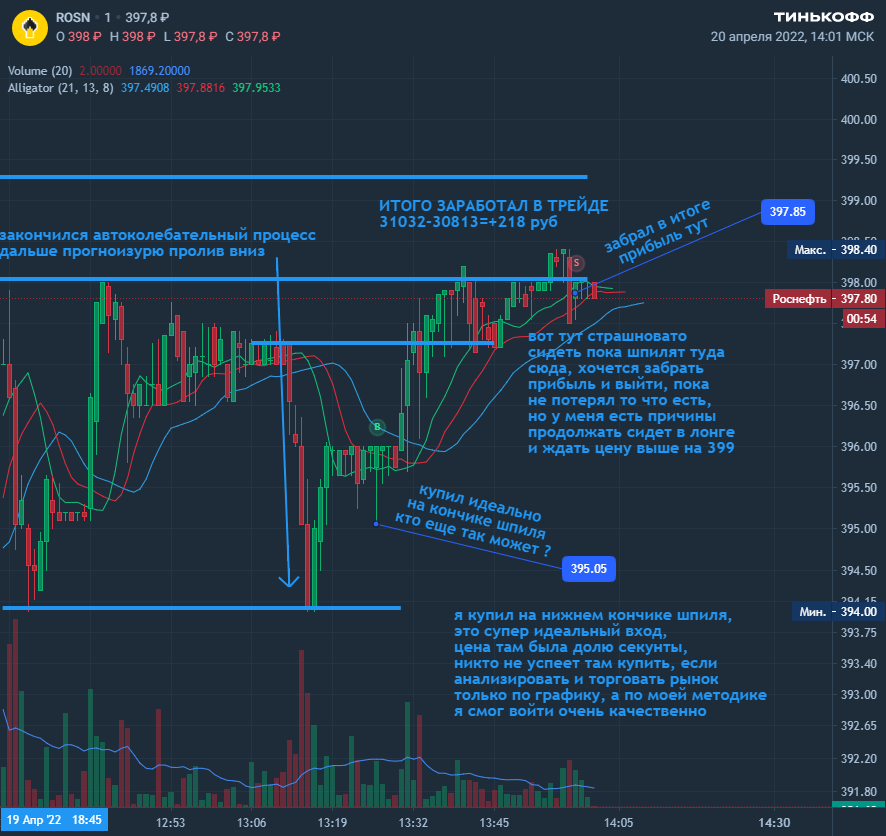 ROSN · 1 · 397,8 ₽
ТИНЬКОФФ
O 398 ₽ H 398 ₽ L 397,8 ₽ C 397,8 ₽
20 апреля 2022, 14:01 МСК
Volume (20) 2.00000 1869.20000
Alligator (21, 13, 8) 397.4908 397.8816 397.9533
400.50
400.00
399.50
399.00
ИТОГО ЗАРАБОТАЛ В ТРЕЙДЕ
31032-30813=+218 руб
забрал в итоге
прибыль тут
397.85
закончился автоколебательный процесс
дальше прогноизурю пролив вниз
Макс. 398.40
S
398.00
Роснефть 397.80
00:54
вот тут страшновато
сидеть пока шпилят туда
сюда, хочется забрать
прибыль и выйти, пока
не потерял то что есть,
но у меня есть причины
продолжать сидет в лонге
и ждать цену выше на 399
397.00
396.50
B
396.00
395.50
купил идеально
на кончике шпиля
кто еще так может ?
395.00
395.05
394.50
Мин. 394.00
я купил на нижнем кончике шпиля,
это супер идеальный вход,
цена там была долю секунты,
никто не успеет там купить, если
анализировать и торговать рынок
только по графику, а по моей методике
я смог войти очень качественно
393.75
393.40
393.00
392.65
392.20
391.80
19 Апр '22 18:45
12:53
13:06
13:19
13:32
13:45
14:05
14:30